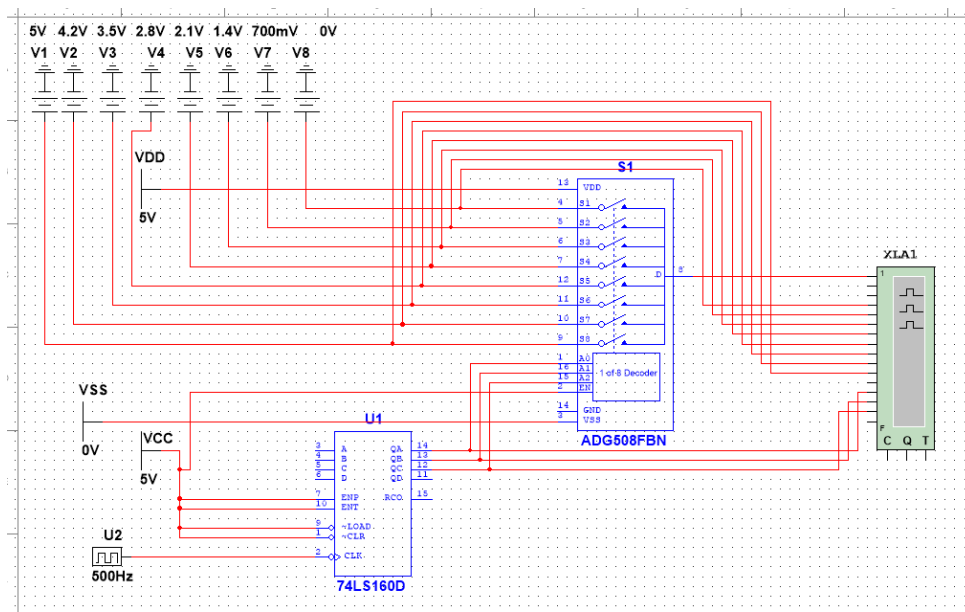 5V 4.2V 3.5V 2.8V 2.1V 1.4V 700mV 0V
V1 V2 V3 V4 V5 V6 V7 V8
VDD
5V
S1
13 VDD
4 S1
5 S2
6 S3
7 S4
12 S5
11 S6
10 S7
9 S8
D 8
1 A0
16 A1
15 A2
2 EN
1 of 8 Decoder
14 GND
3 VSS
ADG508FBN
XLA1
1
F
C Q T
VSS
0V
VCC
5V
U1
3 A QA 14
4 B QB 13
5 C QC 12
6 D QD 11
7 ENP RCO 15
10 ENT
9 ~LOAD
1 ~CLR
2 CLK
74LS160D
U2
500Hz